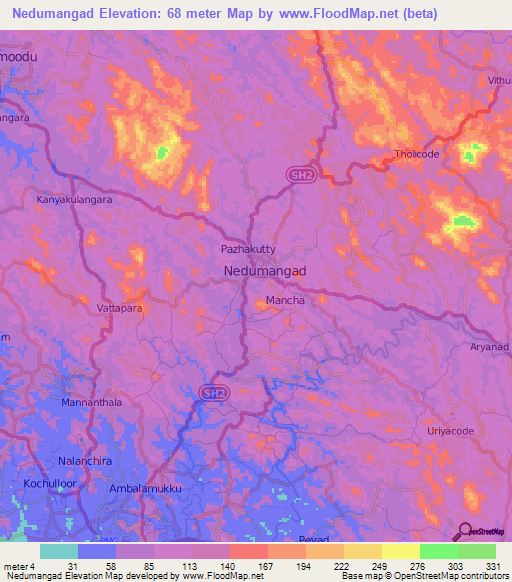 Nedumangad Elevation: 68 meter Map by www.FloodMap.net (beta)
moodu
Vithu
angara
Tholicode
SH2
Kanyakulangara
Pazhakutty
Nedumangad
Mancha
Vattapara
m
Aryanad
SH2
Mannanthala
Uriyacode
Nalanchira
Kochulloor
Ambalamukku
Peyad
OpenStreetMap
meter 4 31 58 85 113 140 167 194 222 249 276 303 331
Nedumangad Elevation Map developed by www.FloodMap.net
Base map © OpenStreetMap contributors